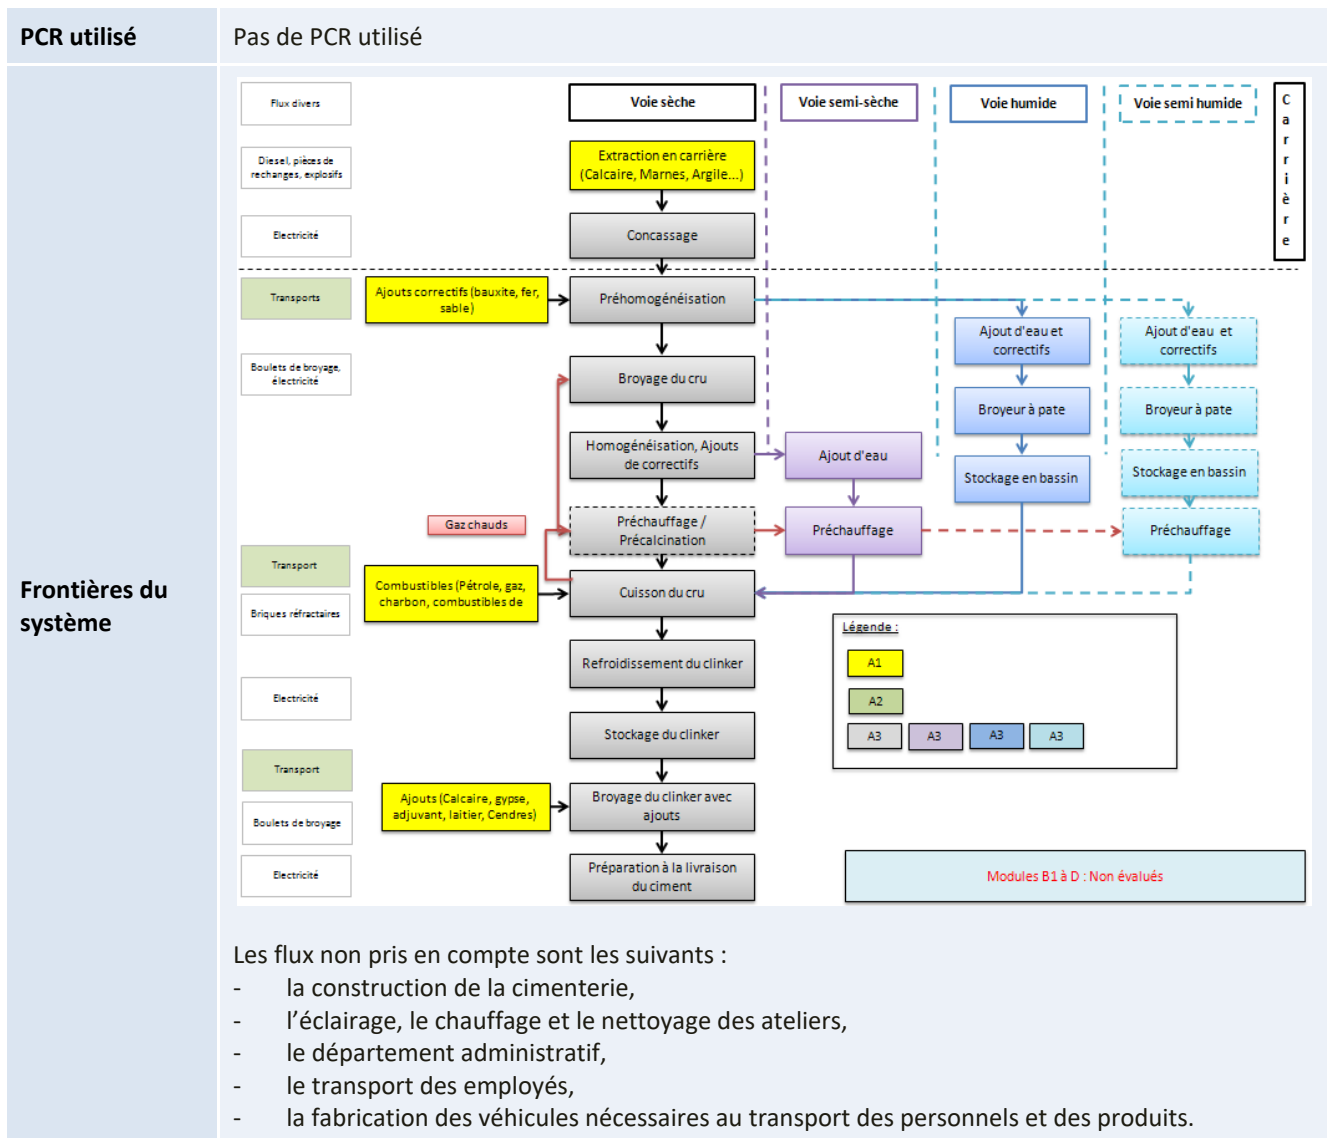 PCR utilisé
Pas de PCR utilisé
Frontières du
système
Flux divers
Voie sèche
Voie semi-sèche
Voie humide
Voie semi humide
C
a
r
r
i
è
r
e
Diesel, pièces de
rechanges, explosifs
Extraction en carrière
(Calcaire, Marnes, Argile...)
Electricité
Concassage
Transports
Ajouts correctifs (bauxite, fer,
sable)
Préhomogénéisation
Ajout d'eau et
correctifs
Ajout d'eau et
correctifs
Boulets de broyage,
électricité
Broyage du cru
Broyeur à pate
Broyeur à pate
Homogénéisation, Ajouts
de correctifs
Ajout d'eau
Stockage en bassin
Stockage en bassin
Gaz chauds
Préchauffage /
Précalcination
Préchauffage
Préchauffage
Transport
Combustibles (Pétrole, gaz,
charbon, combustibles de
Cuisson du cru
Briques réfractaires
Légende :
A1
A2
A3
A3
A3
A3
Refroidissement du clinker
Electricité
Stockage du clinker
Transport
Ajouts (Calcaire, gypse,
adjuvant, laitier, Cendres)
Broyage du clinker avec
ajouts
Boulets de broyage
Electricité
Préparation à la livraison
du ciment
Modules B1 à D : Non évalués
Les flux non pris en compte sont les suivants :
- la construction de la cimenterie,
- l’éclairage, le chauffage et le nettoyage des ateliers,
- le département administratif,
- le transport des employés,
- la fabrication des véhicules nécessaires au transport des personnels et des produits.